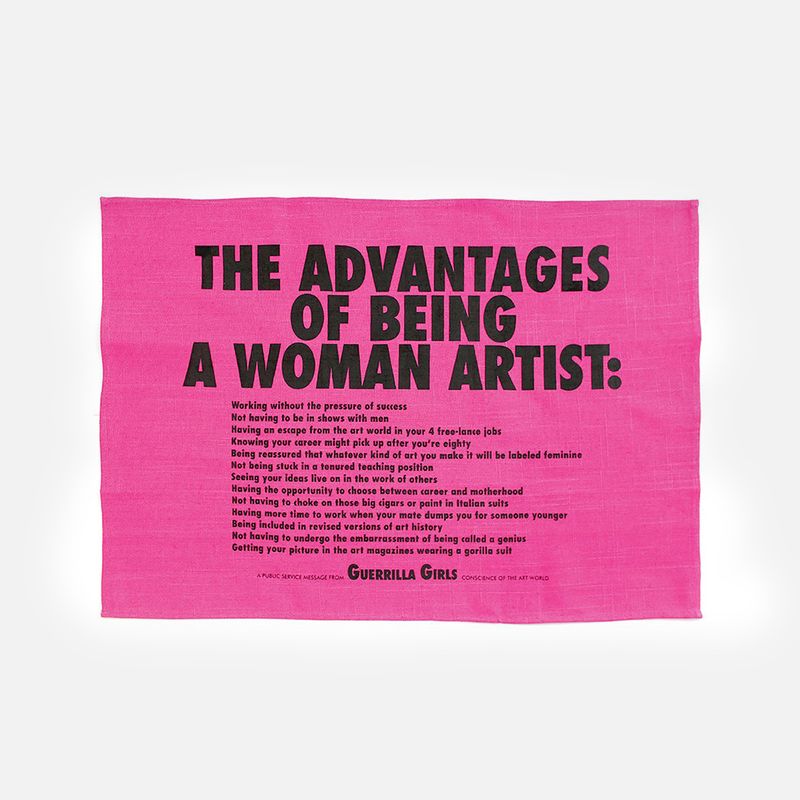 THE ADVANTAGES
OF BEING
A WOMAN ARTIST:
Working without the pressure of success
Not having to be in shows with men
Having an escape from the art world in your 4 free-lance jobs
Knowing your career might pick up after you're eighty
Being reassured that whatever kind of art you make it will be labeled feminine
Not being stuck in a tenured teaching position
Seeing your ideas live on in the work of others
Having the opportunity to choose between career and motherhood
Not having to choke on those big cigars or paint in Italian suits
Having more time to work when your mate dumps you for someone younger
Being included in revised versions of art history
Not having to undergo the embarrassment of being called a genius
Getting your picture in the art magazines wearing a gorilla suit
A PUBLIC SERVICE MESSAGE FROM GUERRILLA GIRLS CONSCIENCE OF THE ART WORLD